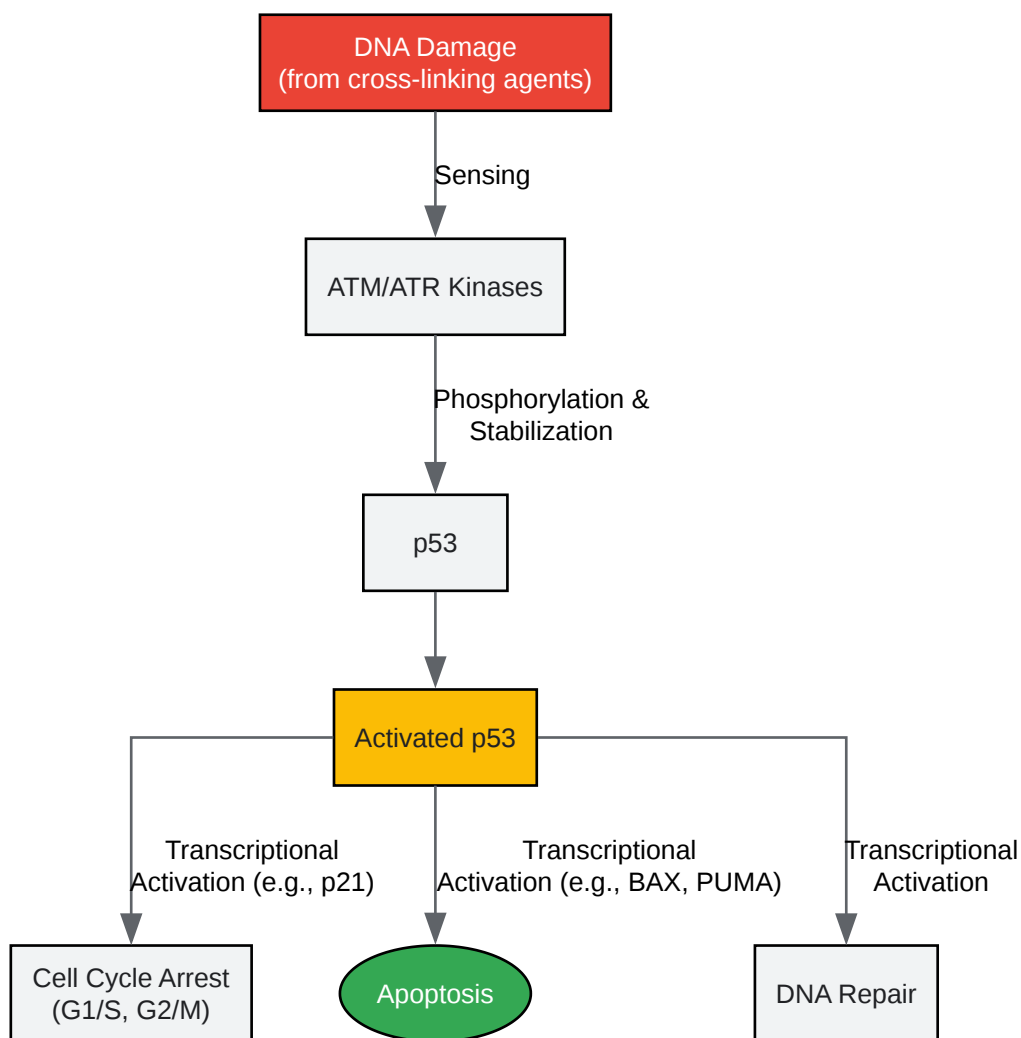 DNA Damage
(from cross-linking agents)
Sensing
ATM/ATR Kinases
Phosphorylation &
Stabilization
p53
Activated p53
Transcriptional
Activation (e.g., p21)
Transcriptional
Activation (e.g., BAX, PUMA)
Transcriptional
Activation
Cell Cycle Arrest
(G1/S, G2/M)
Apoptosis
DNA Repair